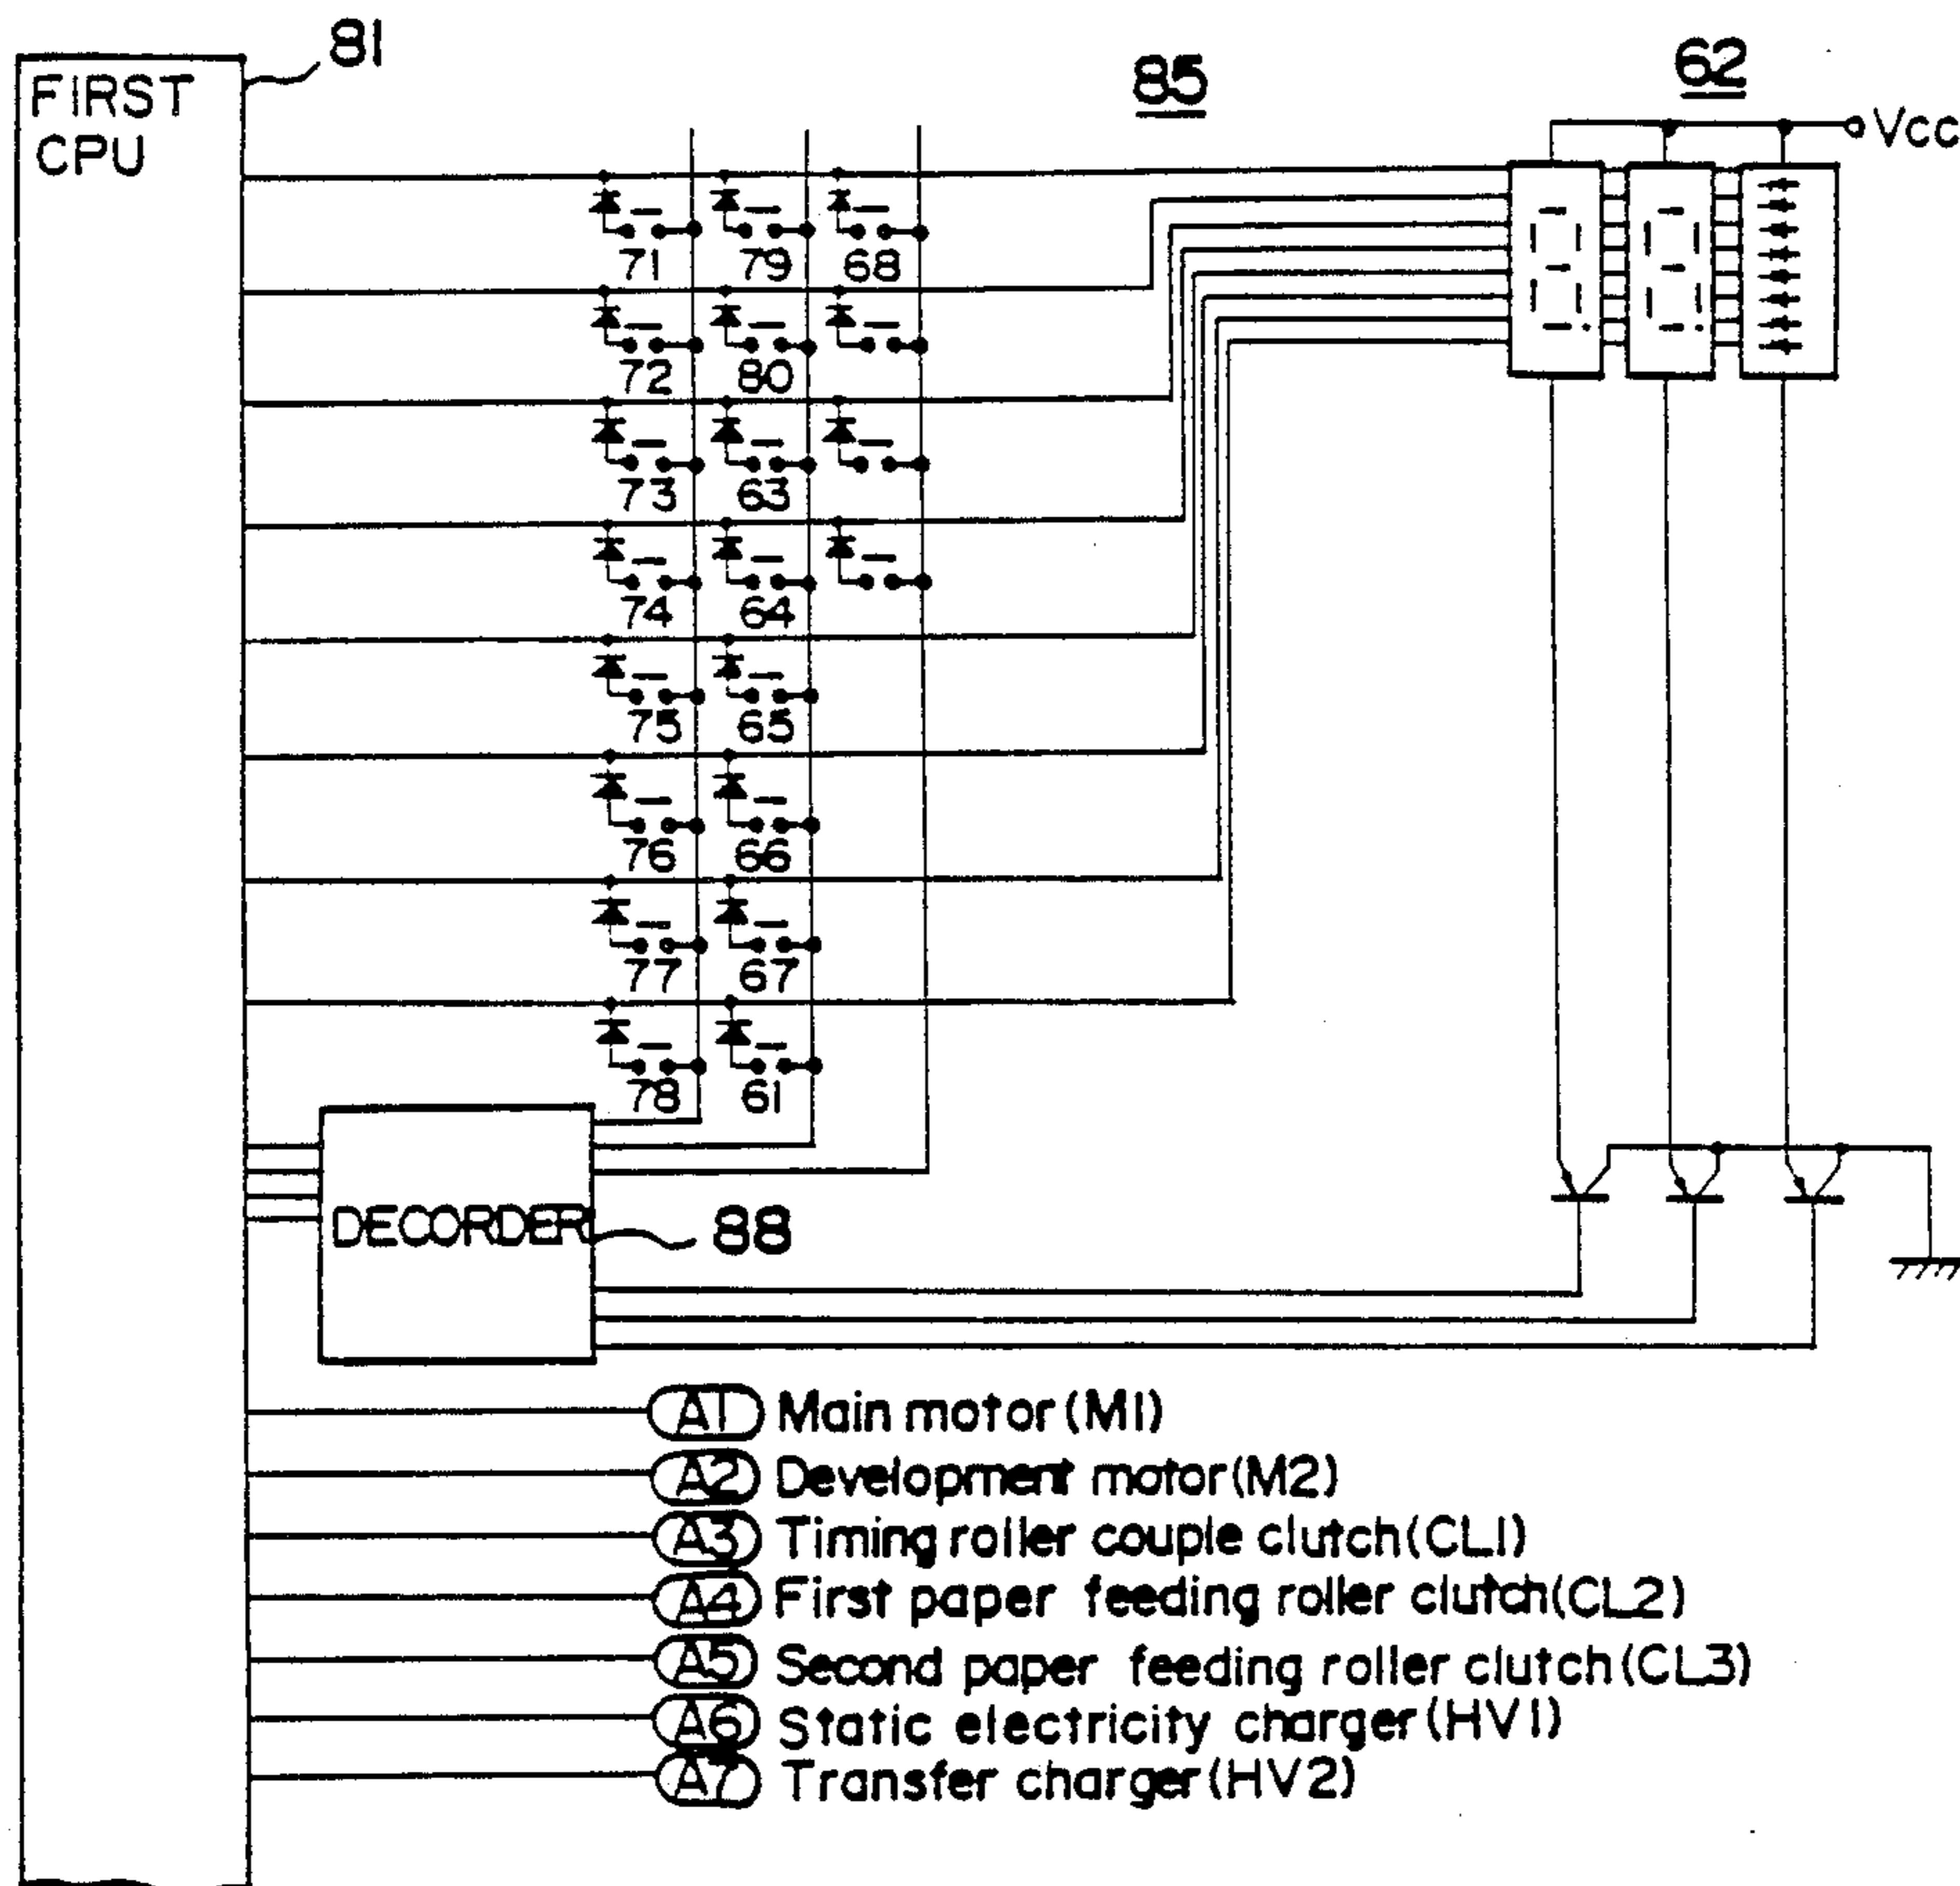 81
85
62
FIRST
CPU
Vcc
71 79 68
72 80
73 63
74 64
75 65
76 66
77 67
78 61
DECORDER 88
A1 Main motor (M1)
A2 Development motor (M2)
A3 Timing roller couple clutch (CL1)
A4 First paper feeding roller clutch (CL2)
A5 Second paper feeding roller clutch (CL3)
A6 Static electricity charger (HV1)
A7 Transfer charger (HV2)